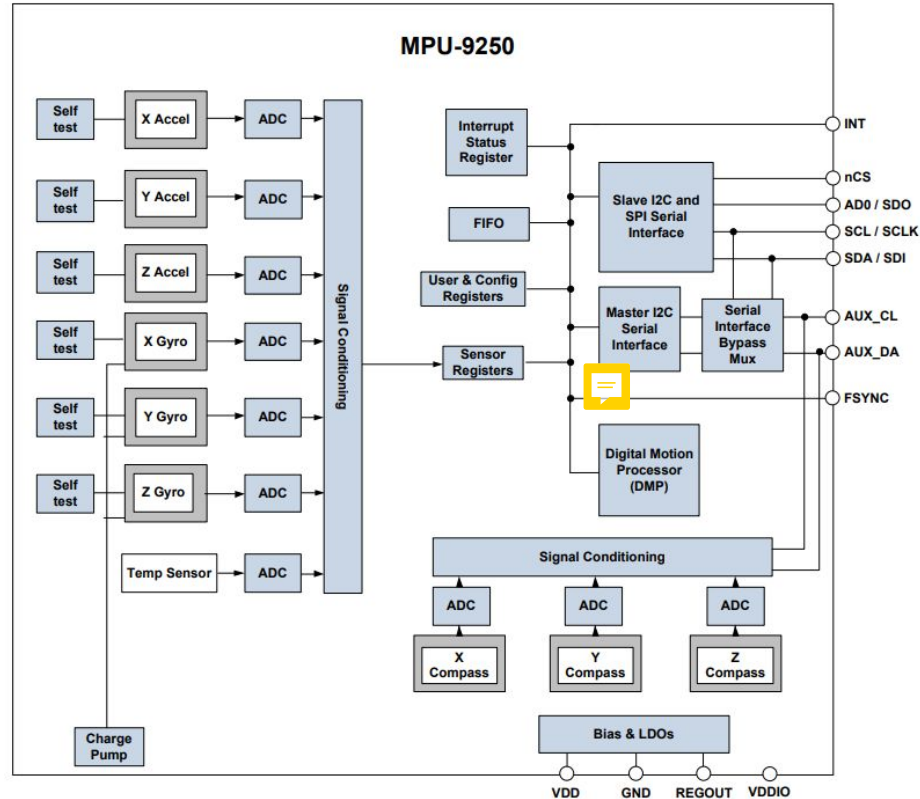 MPU-9250
Self
test
X Accel
ADC
Self
test
Y Accel
ADC
Self
test
Z Accel
ADC
Self
test
X Gyro
ADC
Self
test
Y Gyro
ADC
Self
test
Z Gyro
ADC
Temp Sensor
ADC
Signal Conditioning
Charge
Pump
Interrupt
Status
Register
FIFO
User & Config
Registers
Sensor
Registers
Slave I2C and
SPI Serial
Interface
Master I2C
Serial
Interface
Serial
Interface
Bypass
Mux
Digital Motion
Processor
(DMP)
INT
nCS
AD0 / SDO
SCL / SCLK
SDA / SDI
AUX_CL
AUX_DA
FSYNC
Signal Conditioning
ADC
ADC
ADC
X
Compass
Y
Compass
Z
Compass
Bias & LDOs
VDD
GND
REGOUT
VDDIO